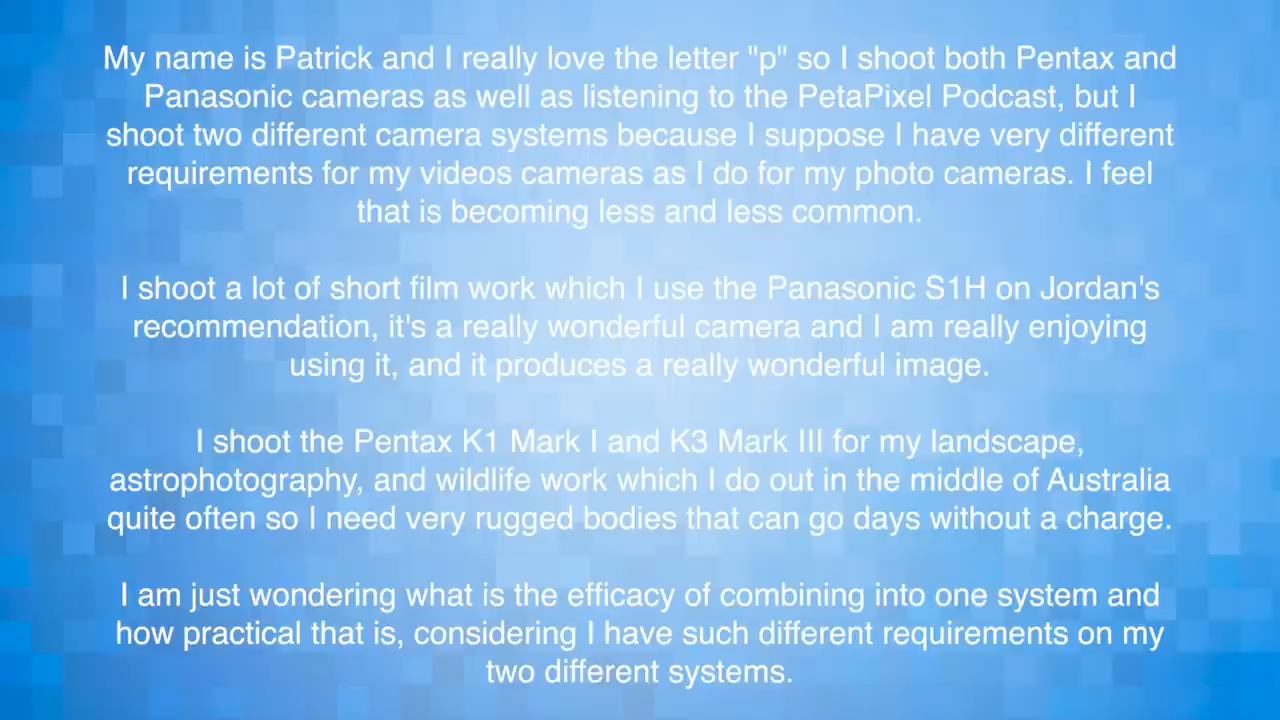 My name is Patrick and I really love the letter "p" so I shoot both Pentax and
Panasonic cameras as well as listening to the PetaPixel Podcast, but I
shoot two different camera systems because I suppose I have very different
requirements for my videos cameras as I do for my photo cameras. I feel
that is becoming less and less common.
I shoot a lot of short film work which I use the Panasonic S1H on Jordan's
recommendation, it's a really wonderful camera and I am really enjoying
using it, and it produces a really wonderful image.
I shoot the Pentax K1 Mark I and K3 Mark III for my landscape,
astrophotography, and wildlife work which I do out in the middle of Australia
quite often so I need very rugged bodies that can go days without a charge.
I am just wondering what is the efficacy of combining into one system and
how practical that is, considering I have such different requirements on my
two different systems.